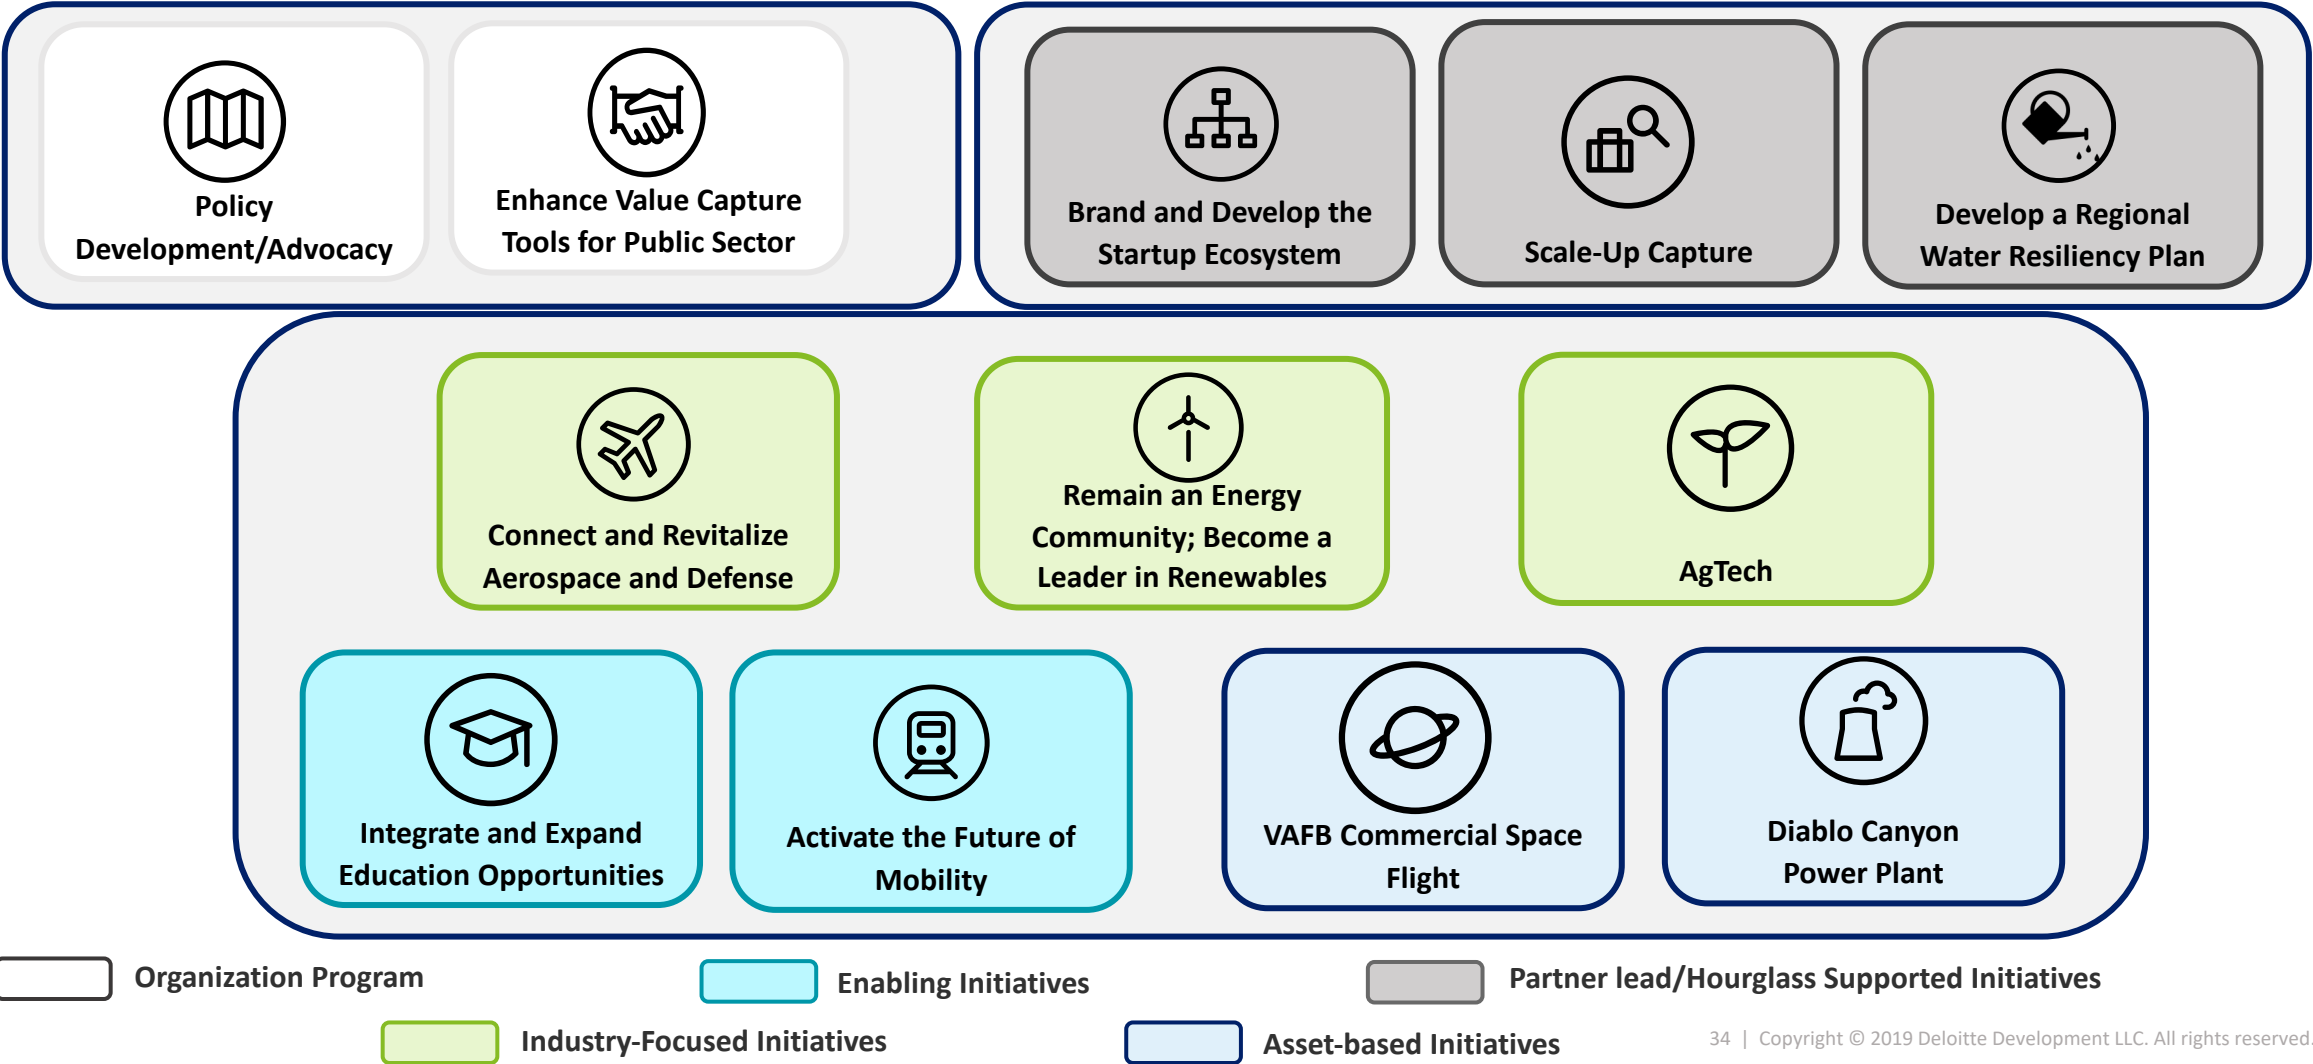 Policy
Development/Advocacy
Enhance Value Capture
Tools for Public Sector
Brand and Develop the
Startup Ecosystem
Scale-Up Capture
Develop a Regional
Water Resiliency Plan
Connect and Revitalize
Aerospace and Defense
Remain an Energy
Community; Become a
Leader in Renewables
AgTech
Integrate and Expand
Education Opportunities
Activate the Future of
Mobility
VAFB Commercial Space
Flight
Diablo Canyon
Power Plant
Organization Program
Enabling Initiatives
Partner lead/Hourglass Supported Initiatives
Industry-Focused Initiatives
Asset-based Initiatives
34 | Copyright © 2019 Deloitte Development LLC. All rights reserved.